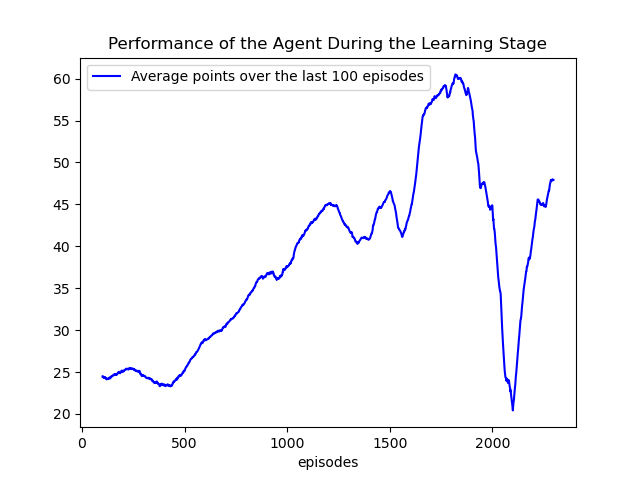 Performance of the Agent During the Learning Stage
Average points over the last 100 episodes
60
55
50
45
40
35
30
25
20
0 500 1000 1500 2000
episodes